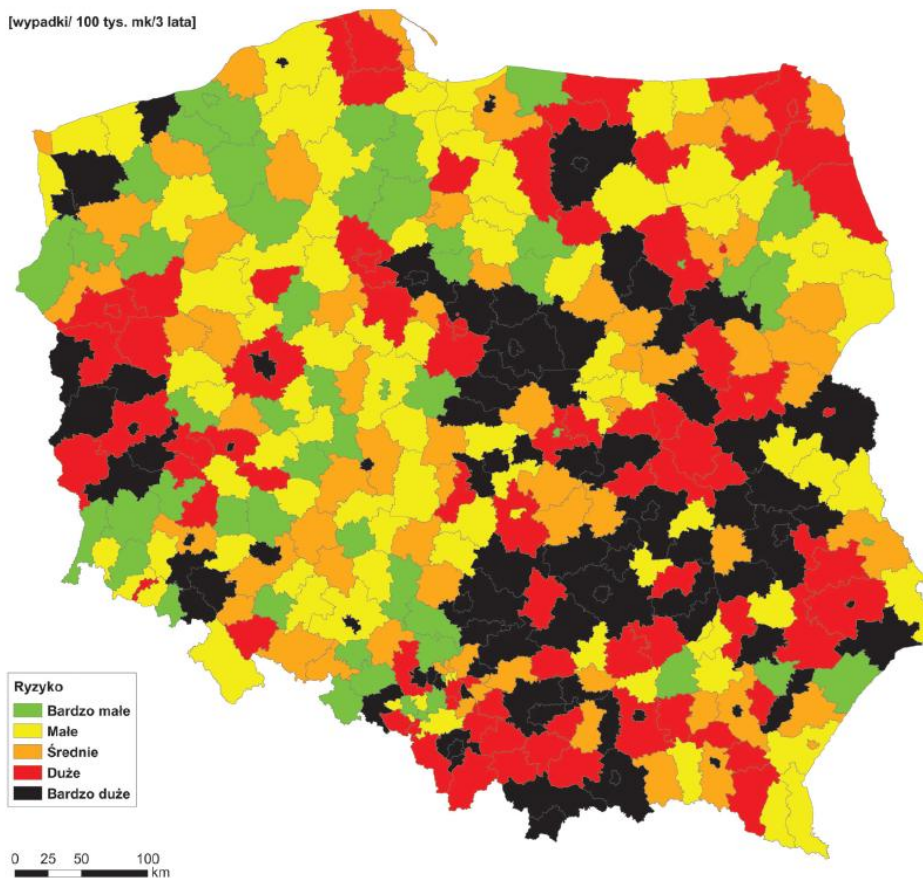 [wypadki/ 100 tys. mk/3 lata]
Ryzyko
Bardzo małe
Małe
Średnie
Duże
Bardzo duże
0 25 50 100
km